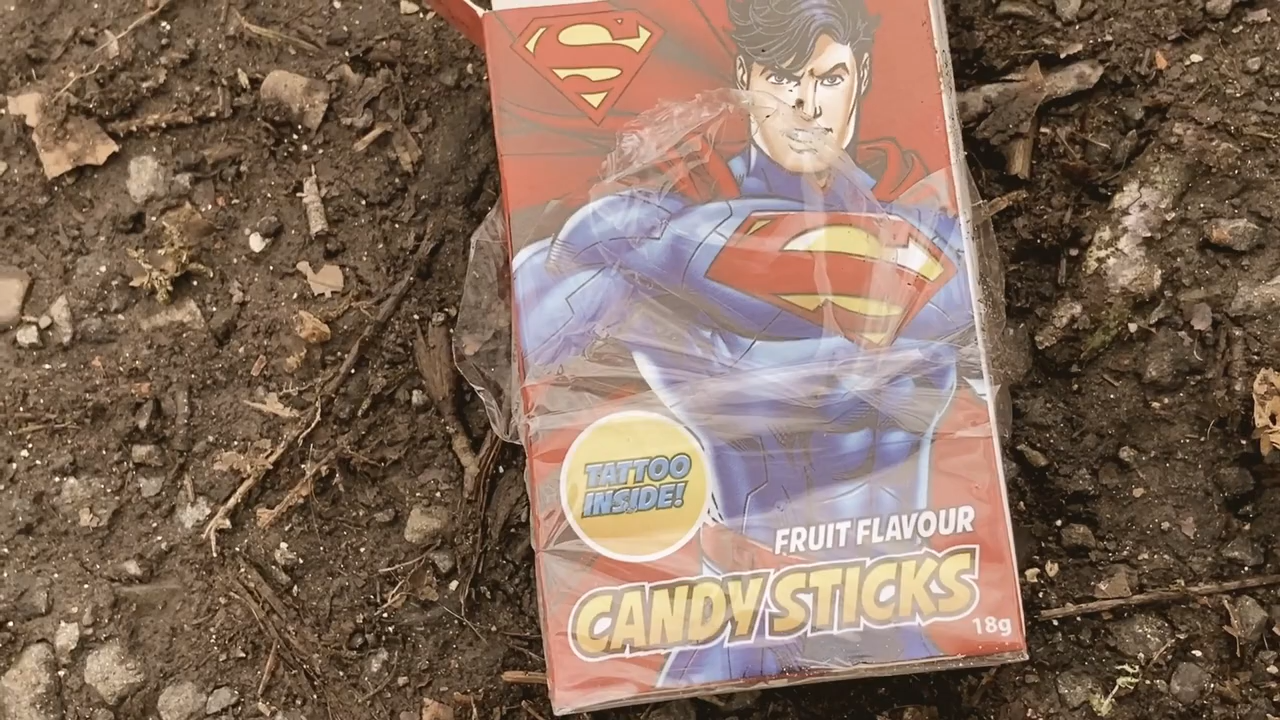 TATTOO
INSIDE!
FRUIT FLAVOUR
CANDY STICKS
18g